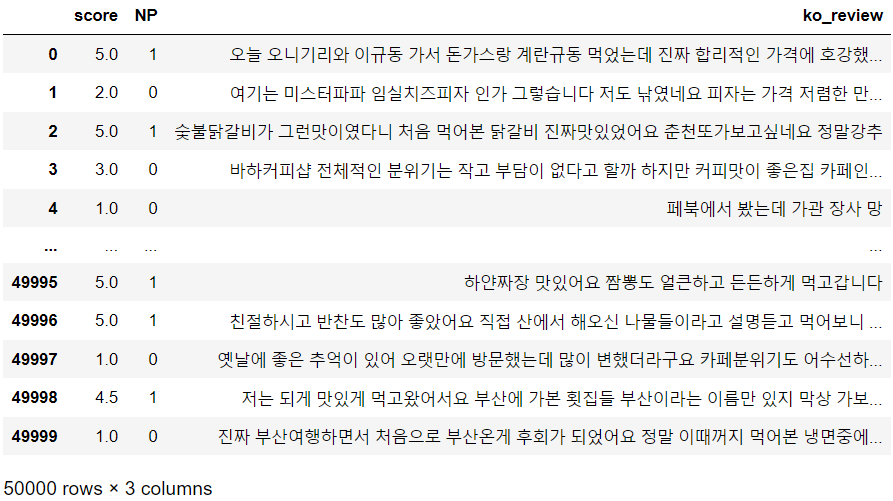 score NP ko_review
0 5.0 1 오늘 오니기리와 이규동 가서 돈가스랑 계란규동 먹었는데 진짜 합리적인 가격에 호강했...
1 2.0 0 여기는 미스터파파 임실치즈피자 인가 그렇습니다 저도 낚였네요 피자는 가격 저렴한 만...
2 5.0 1 숯불닭갈비가 그런맛이였다니 처음 먹어본 닭갈비 진짜맛있었어요 춘천또가보고싶네요 정말강추
3 3.0 0 바하커피샵 전체적인 분위기는 작고 부담이 없다고 할까 하지만 커피맛이 좋은집 카페인...
4 1.0 0 페북에서 봤는데 가관 장사 망
... ... ... ...
49995 5.0 1 하얀짜장 맛있어요 짬뽕도 얼큰하고 든든하게 먹고갑니다
49996 5.0 1 친절하시고 반찬도 많아 좋았어요 직접 산에서 해오신 나물들이라고 설명듣고 먹어보니 ...
49997 1.0 0 옛날에 좋은 추억이 있어 오랫만에 방문했는데 많이 변했더라구요 카페분위기도 어수선하...
49998 4.5 1 저는 되게 맛있게 먹고왔어서요 부산에 가본 횟집들 부산이라는 이름만 있지 막상 가보...
49999 1.0 0 진짜 부산여행하면서 처음으로 부산온게 후회가 되었어요 정말 이때까지 먹어본 냉면중에...
50000 rows × 3 columns